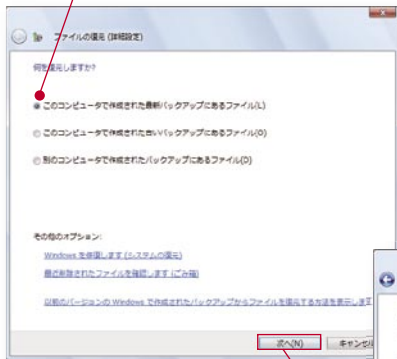 ファイルの復元 (詳細設定)
何を復元しますか?
このコンピュータで作成された最新バックアップにあるファイル(L)
このコンピュータで作成された古いバックアップにあるファイル(O)
別のコンピュータで作成されたバックアップにあるファイル(D)
その他のオプション:
Windows を修復します (システムの復元)
最近削除されたファイルを確認します (ごみ箱)
以前のバージョンの Windows で作成されたバックアップからファイルを復元する方法を表示しま
次へ(N)
キャンセ